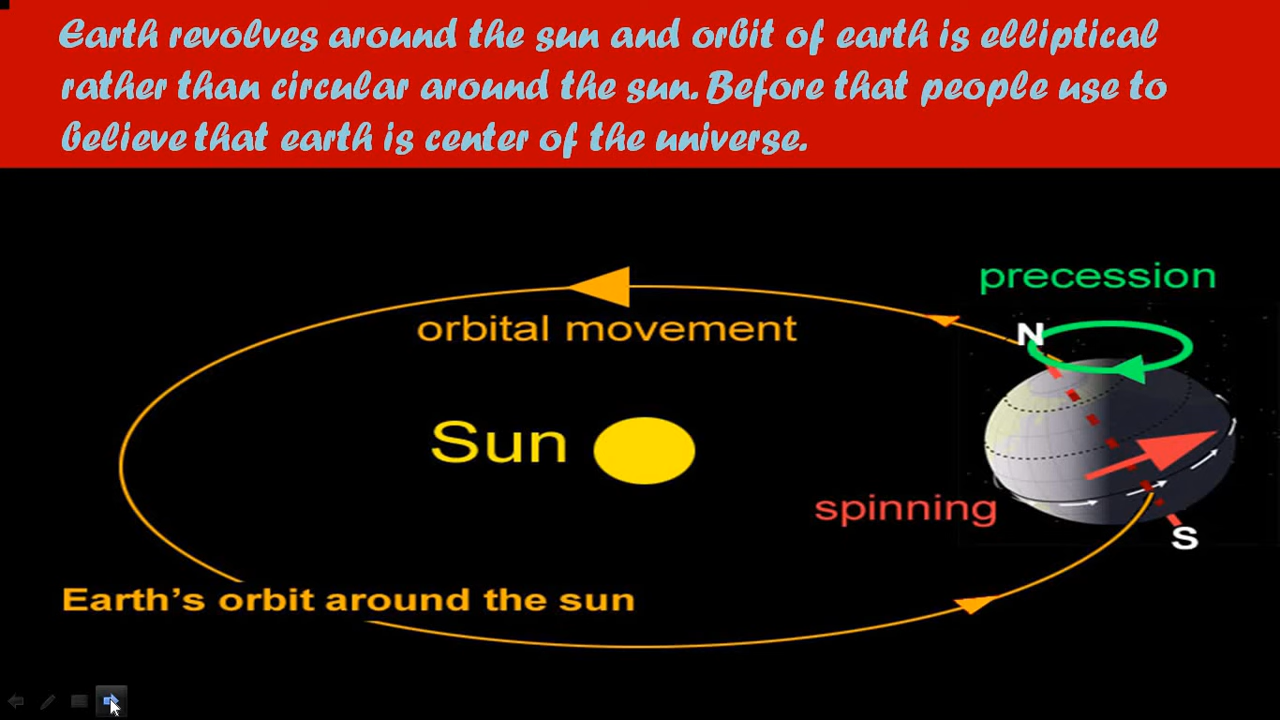 Earth revolves around the sun and orbit of earth is elliptical
rather than circular around the sun. Before that people use to
believe that earth is center of the universe.
precession
orbital movement
N
Sun
spinning
S
Earth's orbit around the sun